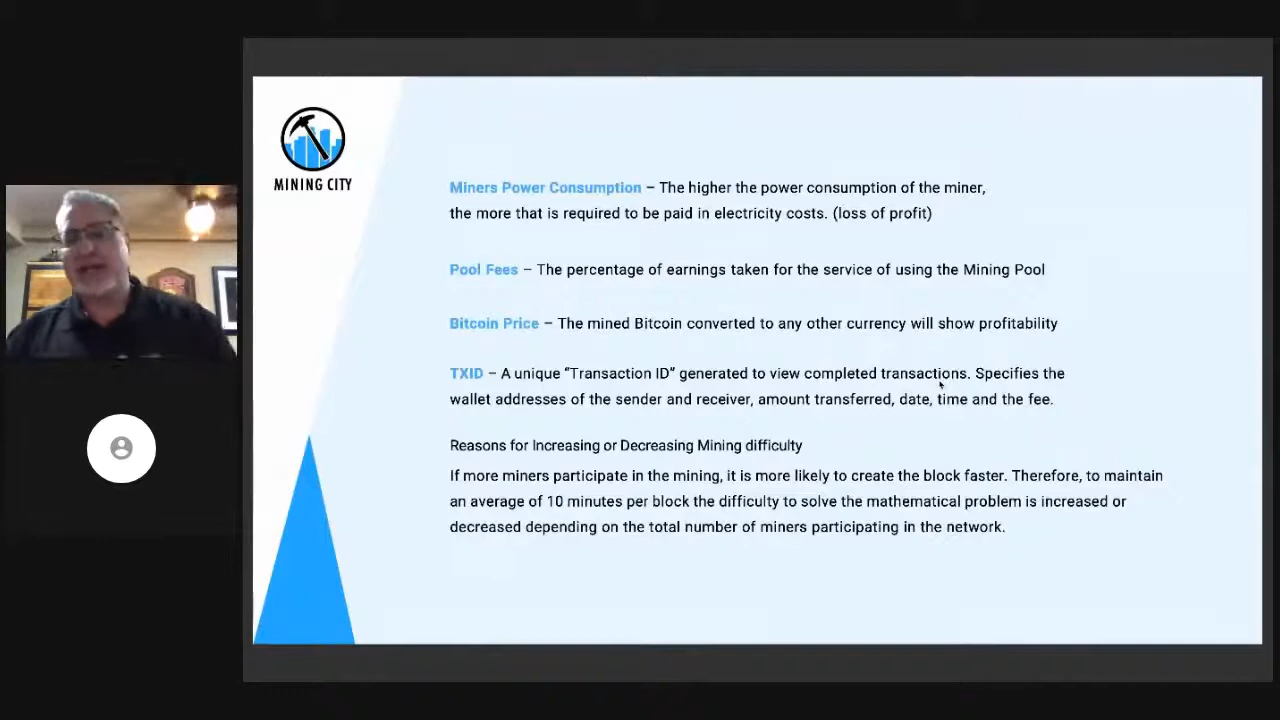 MINING CITY
Miners Power Consumption – The higher the power consumption of the miner,
the more that is required to be paid in electricity costs. (loss of profit)
Pool Fees – The percentage of earnings taken for the service of using the Mining Pool
Bitcoin Price – The mined Bitcoin converted to any other currency will show profitability
TXID – A unique “Transaction ID” generated to view completed transactions. Specifies the
wallet addresses of the sender and receiver, amount transferred, date, time and the fee.
Reasons for Increasing or Decreasing Mining difficulty
If more miners participate in the mining, it is more likely to create the block faster. Therefore, to maintain
an average of 10 minutes per block the difficulty to solve the mathematical problem is increased or
decreased depending on the total number of miners participating in the network.